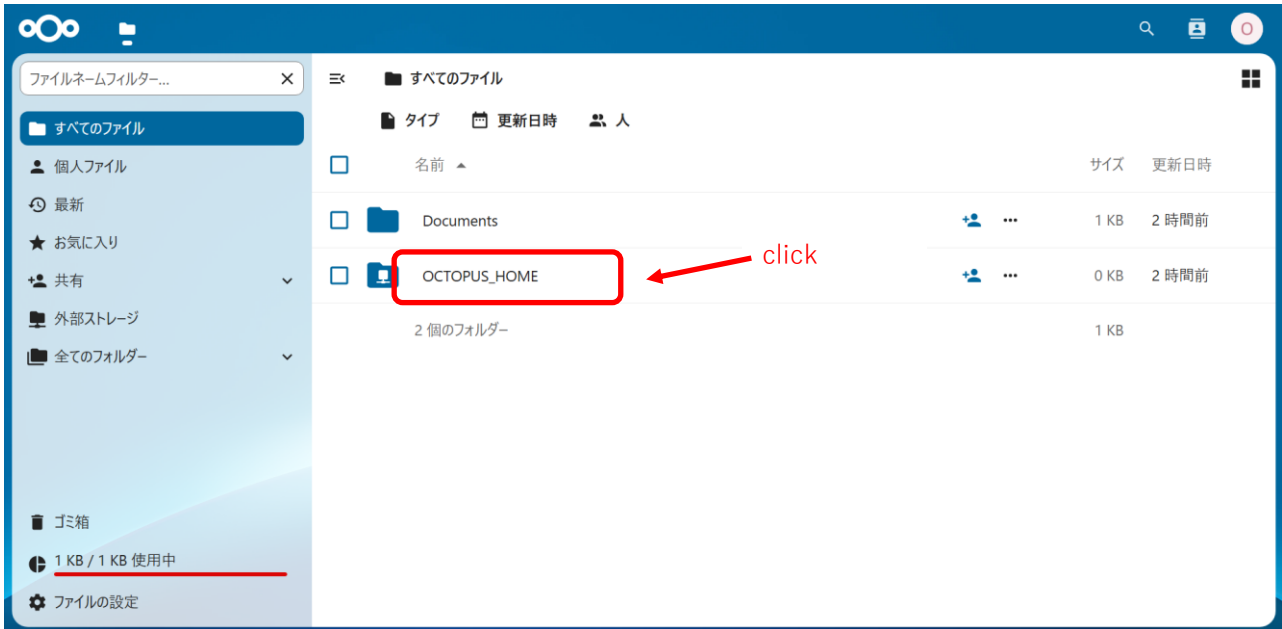 O
ファイルネームフィルター...
すべてのファイル
個人ファイル
最新
お気に入り
共有
外部ストレージ
全てのフォルダー
ゴミ箱
1 KB / 1 KB 使用中
ファイルの設定
すべてのファイル
タイプ 更新日時 人
名前 サイズ 更新日時
Documents 1 KB 2 時間前
OCTOPUS_HOME 0 KB 2 時間前
click
2 個のフォルダー 1 KB